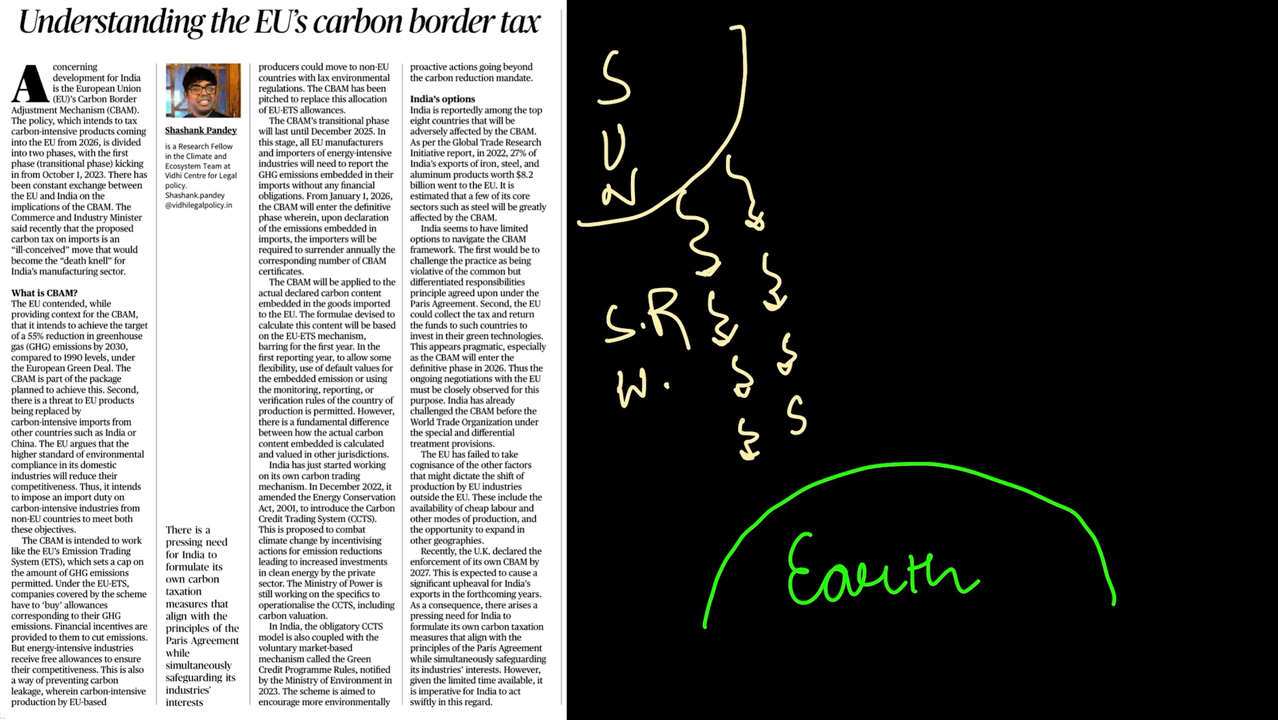 Understanding the EU's carbon border tax
A concerning
development for India
is the European Union
(EU)'s Carbon Border
Adjustment Mechanism (CBAM).
The policy, which intends to tax
carbon-intensive products coming
into the EU from 2026, is divided
into two phases, with the first
phase (transitional phase) kicking
in from October 1, 2023. There has
been constant exchange between
the EU and India on the
implications of the CBAM. The
Commerce and Industry Minister
said recently that the proposed
carbon tax on imports is an
“ill-conceived” move that would
become the “death knell” for
India's manufacturing sector.
What is CBAM?
The EU contended, while
providing context for the CBAM,
that it intends to achieve the target
of a 55% reduction in greenhouse
gas (GHG) emissions by 2030,
compared to 1990 levels, under
the European Green Deal. The
CBAM is part of the package
planned to achieve this. Second,
there is a threat to EU products
being replaced by
carbon-intensive imports from
other countries such as India or
China. The EU argues that the
higher standard of environmental
compliance in its domestic
industries will reduce their
competitiveness. Thus, it intends
to impose an import duty on
carbon-intensive industries from
non-EU countries to meet both
these objectives.
The CBAM is intended to work
like the EU's Emission Trading
System (ETS), which sets a cap on
the amount of GHG emissions
permitted. Under the EU-ETS,
companies covered by the scheme
have to ‘buy’ allowances
corresponding to their GHG
emissions. Financial incentives are
provided to them to cut emissions.
But energy-intensive industries
receive free allowances to ensure
their competitiveness. This is also
a way of preventing carbon
leakage, wherein carbon-intensive
production by EU-based
Shashank Pandey
is a Research Fellow
in the Climate and
Ecosystem Team at
Vidhi Centre for Legal
policy.
Shashank.pandey
@vidhilegalpolicy.in
There is a
pressing need
for India to
formulate its
own carbon
taxation
measures that
align with the
principles of the
Paris Agreement
while
simultaneously
safeguarding its
industries'
interests
producers could move to non-EU
countries with lax environmental
regulations. The CBAM has been
pitched to replace this allocation
of EU-ETS allowances.
The CBAM's transitional phase
will last until December 2025. In
this stage, all EU manufacturers
and importers of energy-intensive
industries will need to report the
GHG emissions embedded in their
imports without any financial
obligations. From January 1, 2026,
the CBAM will enter the definitive
phase wherein, upon declaration
of the emissions embedded in
imports, the importers will be
required to surrender annually the
corresponding number of CBAM
certificates.
The CBAM will be applied to the
actual declared carbon content
embedded in the goods imported
to the EU. The formulae devised to
calculate this content will be based
on the EU-ETS mechanism,
barring for the first year. In the
first reporting year, to allow some
flexibility, use of default values for
the embedded emission or using
the monitoring, reporting, or
verification rules of the country of
production is permitted. However,
there is a fundamental difference
between how the actual carbon
content embedded is calculated
and valued in other jurisdictions.
India has just started working
on its own carbon trading
mechanism. In December 2022, it
amended the Energy Conservation
Act, 2001, to introduce the Carbon
Credit Trading System (CCTS).
This is proposed to combat
climate change by incentivising
actions for emission reductions
leading to increased investments
in clean energy by the private
sector. The Ministry of Power is
still working on the specifics to
operationalise the CCTS, including
carbon valuation.
In India, the obligatory CCTS
model is also coupled with the
voluntary market-based
mechanism called the Green
Credit Programme Rules, notified
by the Ministry of Environment in
2023. The scheme is aimed to
encourage more environmentally
proactive actions going beyond
the carbon reduction mandate.
India's options
India is reportedly among the top
eight countries that will be
adversely affected by the CBAM.
As per the Global Trade Research
Initiative report, in 2022, 27% of
India's exports of iron, steel, and
aluminum products worth $8.2
billion went to the EU. It is
estimated that a few of its core
sectors such as steel will be greatly
affected by the CBAM.
India seems to have limited
options to navigate the CBAM
framework. The first would be to
challenge the practice as being
violative of the common but
differentiated responsibilities
principle agreed upon under the
Paris Agreement. Second, the EU
could collect the tax and return
the funds to such countries to
invest in their green technologies.
This appears pragmatic, especially
as the CBAM will enter the
definitive phase in 2026. Thus the
ongoing negotiations with the EU
must be closely observed for this
purpose. India has already
challenged the CBAM before the
World Trade Organization under
the special and differential
treatment provisions.
The EU has failed to take
cognisance of the other factors
that might dictate the shift of
production by EU industries
outside the EU. These include the
availability of cheap labour and
other modes of production, and
the opportunity to expand in
other geographies.
Recently, the U.K. declared the
enforcement of its own CBAM by
2027. This is expected to cause a
significant upheaval for India's
exports in the forthcoming years.
As a consequence, there arises a
pressing need for India to
formulate its own carbon taxation
measures that align with the
principles of the Paris Agreement
while simultaneously safeguarding
its industries' interests. However,
given the limited time available, it
is imperative for India to act
swiftly in this regard.
S
U
N
S.R
W.
Earth